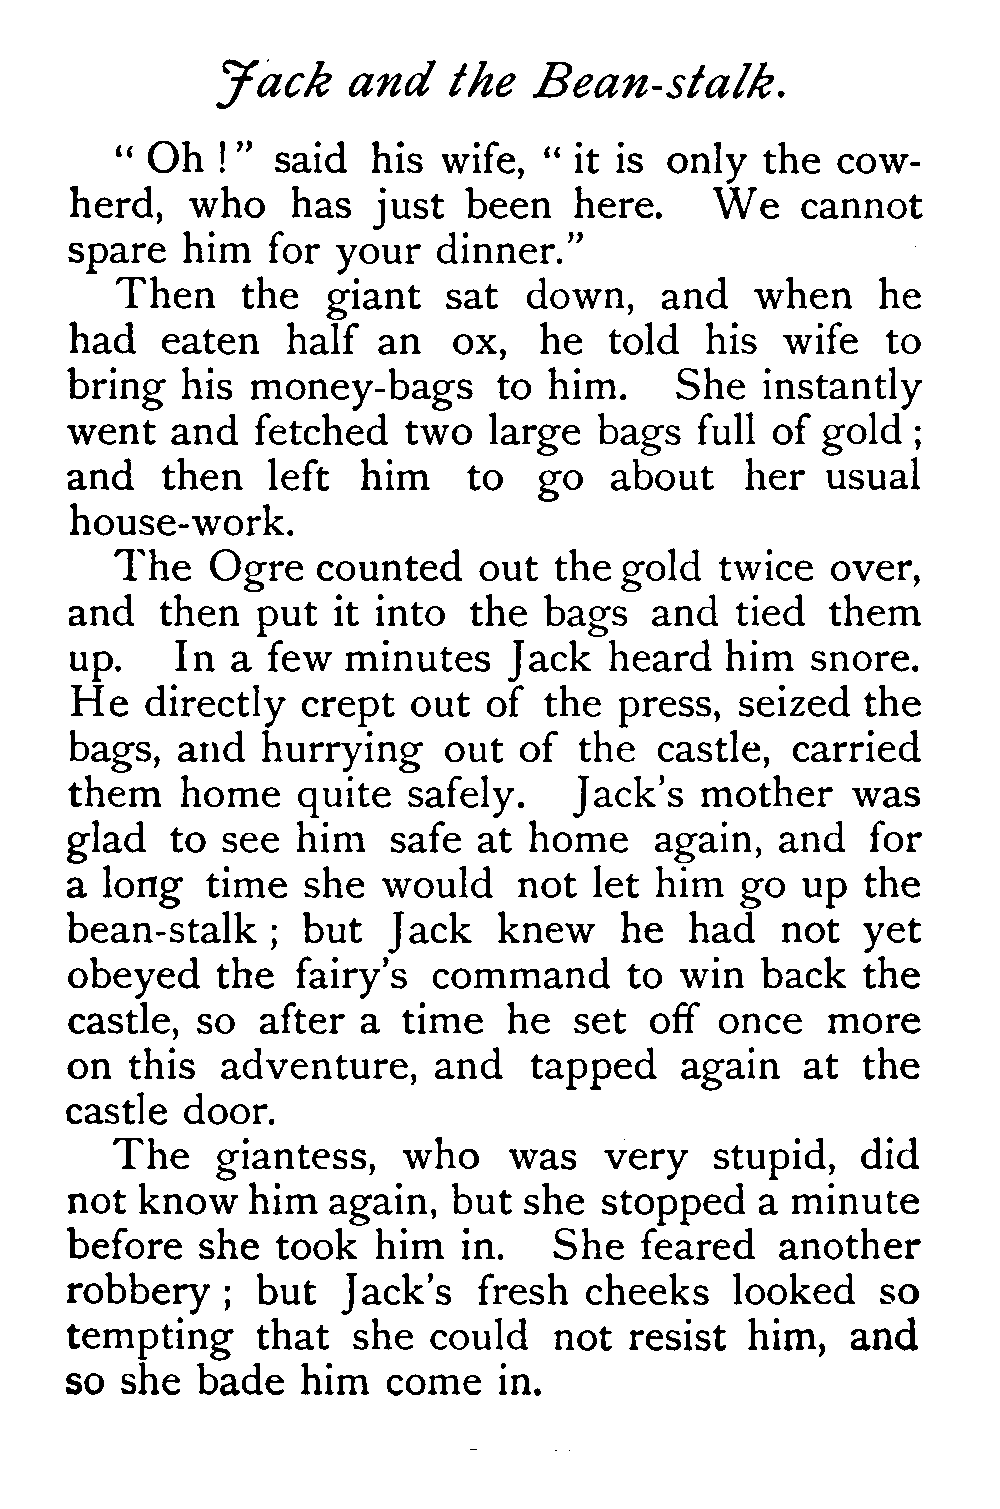 Jack and the Bean-stalk.
“ Oh ! ” said his wife, “ it is only the cow-
herd, who has just been here. We cannot
spare him for your dinner.”
Then the giant sat down, and when he
had eaten half an ox, he told his wife to
bring his money-bags to him. She instantly
went and fetched two large bags full of gold ;
and then left him to go about her usual
house-work.
The Ogre counted out the gold twice over,
and then put it into the bags and tied them
up. In a few minutes Jack heard him snore.
He directly crept out of the press, seized the
bags, and hurrying out of the castle, carried
them home quite safely. Jack’s mother was
glad to see him safe at home again, and for
a long time she would not let him go up the
bean-stalk ; but Jack knew he had not yet
obeyed the fairy’s command to win back the
castle, so after a time he set off once more
on this adventure, and tapped again at the
castle door.
The giantess, who was very stupid, did
not know him again, but she stopped a minute
before she took him in. She feared another
robbery ; but Jack’s fresh cheeks looked so
tempting that she could not resist him, and
so she bade him come in.